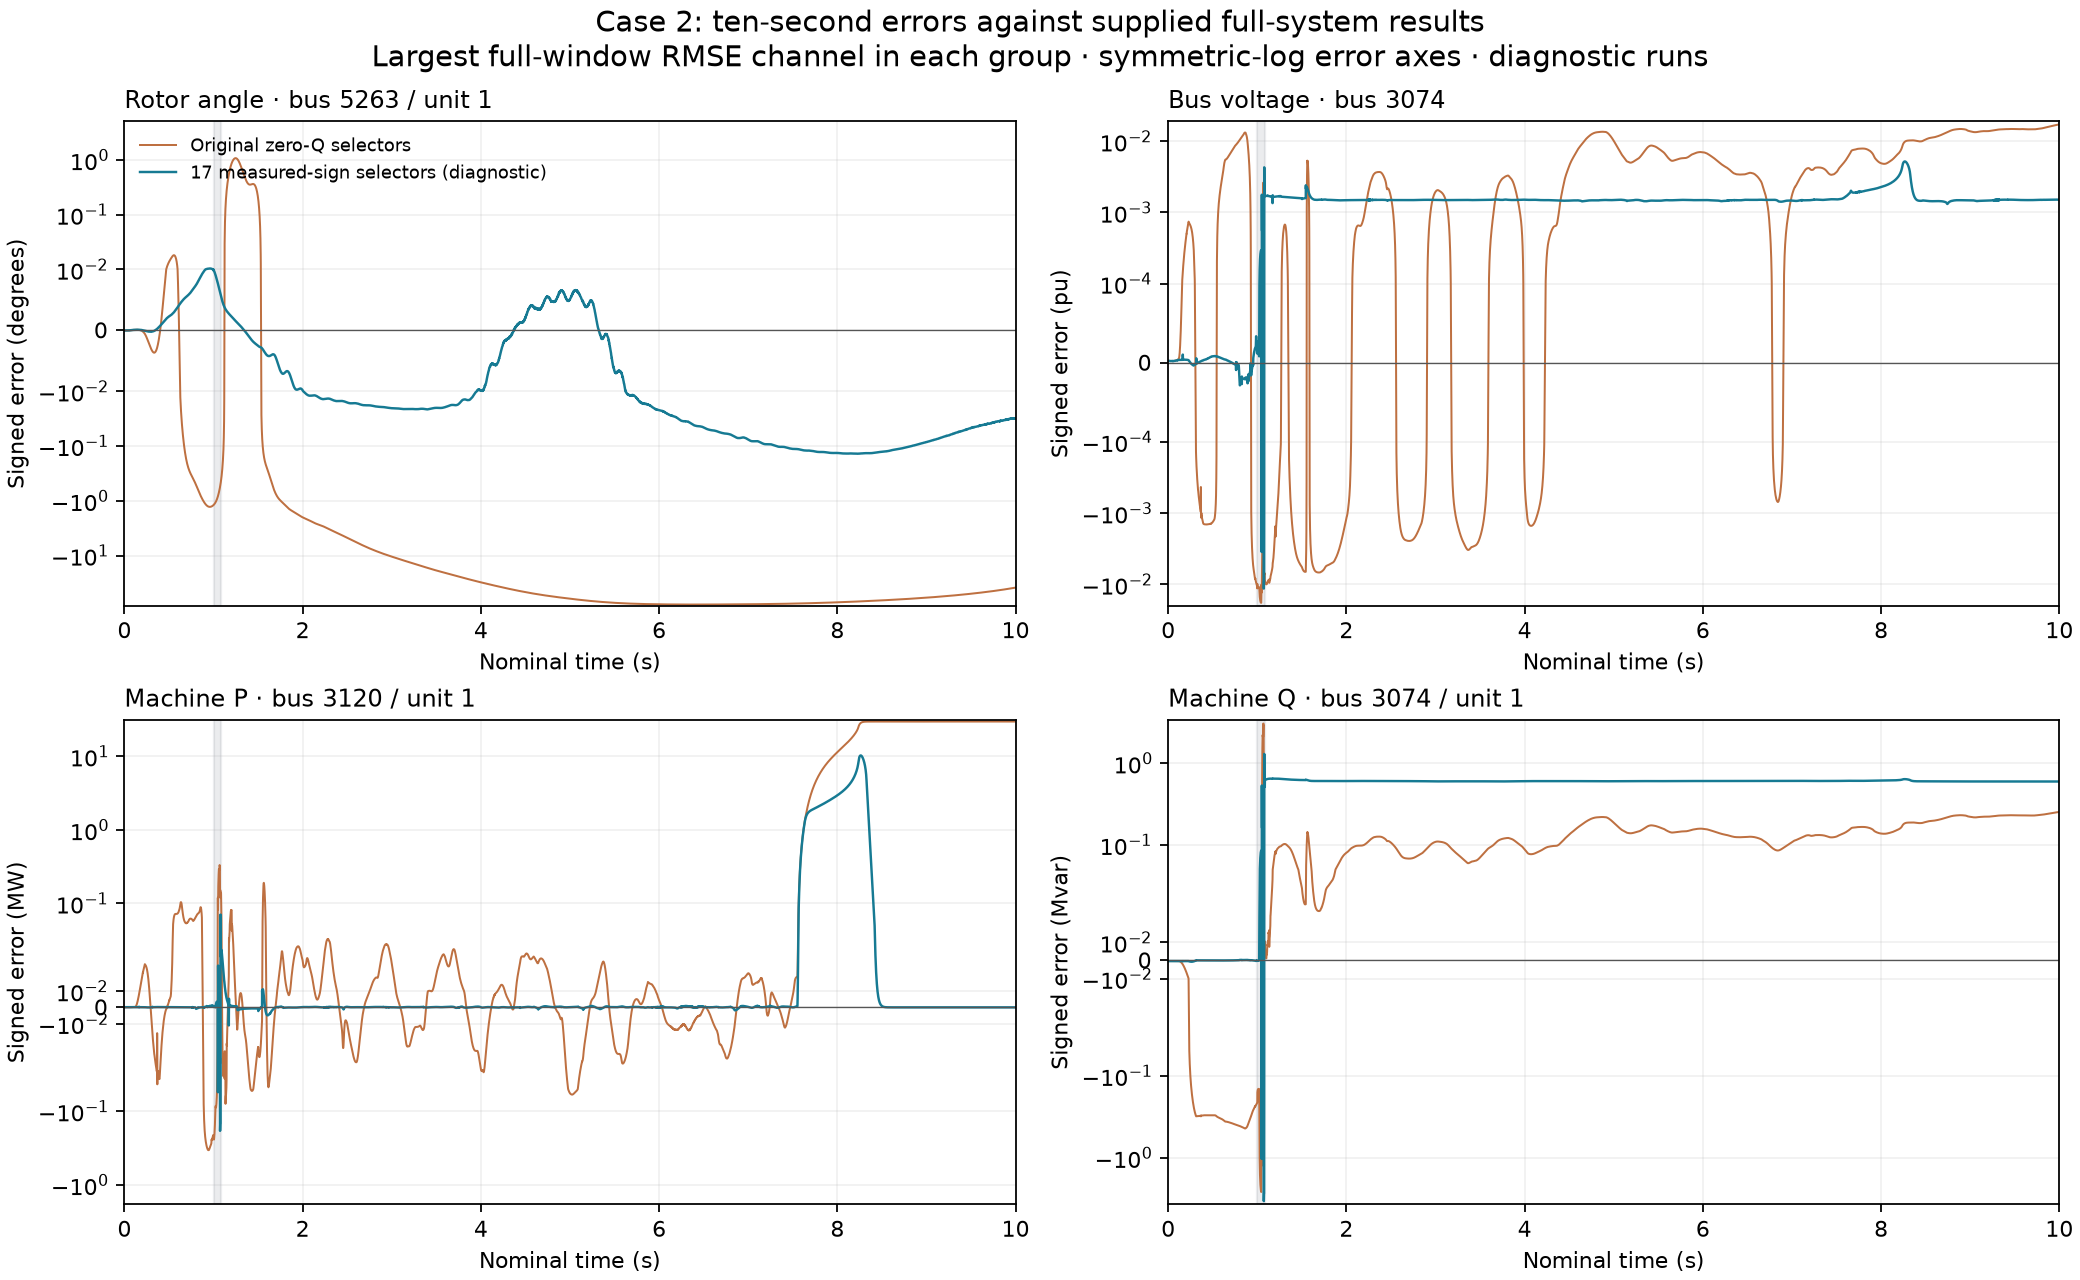 Case 2: ten-second errors against supplied full-system results
Largest full-window RMSE channel in each group · symmetric-log error axes · diagnostic runs
Rotor angle · bus 5263 / unit 1
Original zero-Q selectors
17 measured-sign selectors (diagnostic)
Signed error (degrees)
10^0
10^-1
10^-2
0
−10^-2
−10^-1
−10^0
−10^1
0 2 4 6 8 10
Nominal time (s)
Bus voltage · bus 3074
Signed error (pu)
10^-2
10^-3
10^-4
0
−10^-4
−10^-3
−10^-2
0 2 4 6 8 10
Nominal time (s)
Machine P · bus 3120 / unit 1
Signed error (MW)
10^1
10^0
10^-1
10^-2
0
−10^-2
−10^-1
−10^0
0 2 4 6 8 10
Nominal time (s)
Machine Q · bus 3074 / unit 1
Signed error (Mvar)
10^0
10^-1
10^-2
0
−10^-2
−10^-1
−10^0
0 2 4 6 8 10
Nominal time (s)